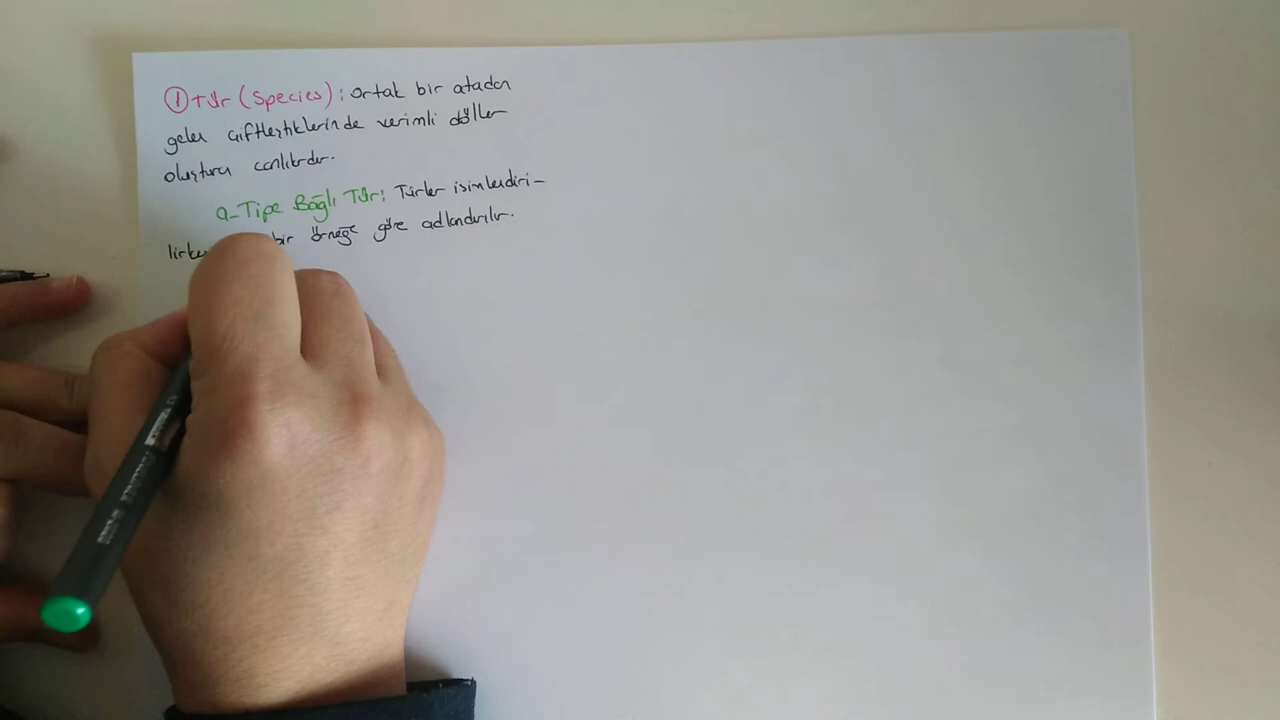 ① Tür (Species): Ortak bir atadan
gelen çiftleştiklerinde verimli döller
oluşturan canlılardır.
a-Tipe Bağlı Tür: Türler isimlendiri-
lirken bir örneğe göre adlandırılır.